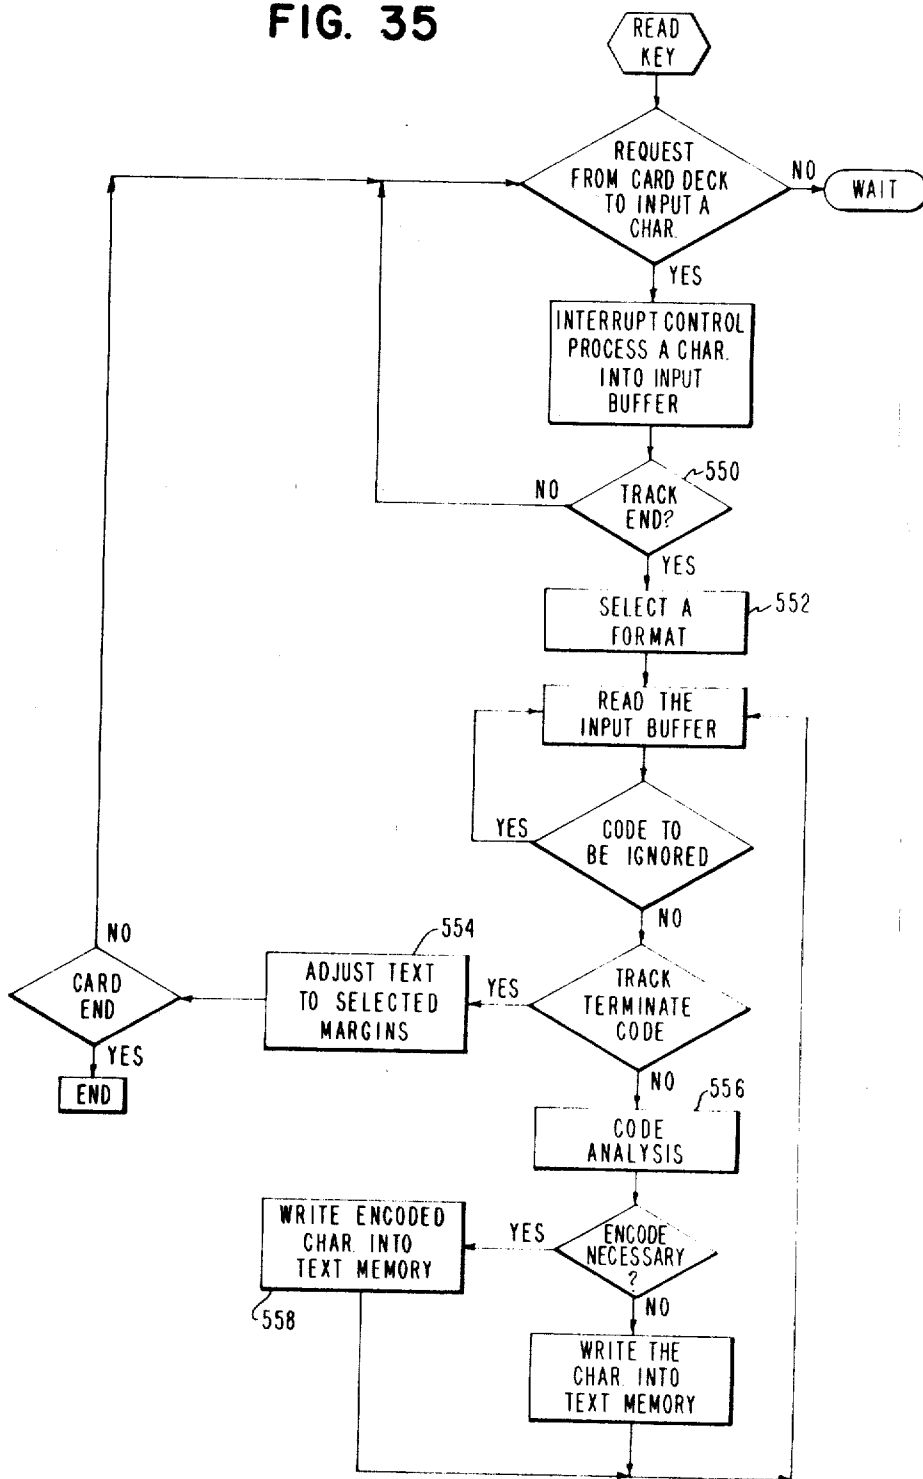 FIG. 35
READ
KEY
REQUEST
FROM CARD DECK
TO INPUT A
CHAR.
NO
WAIT
YES
INTERRUPT CONTROL
PROCESS A CHAR.
INTO INPUT
BUFFER
550
NO
TRACK
END?
YES
SELECT A
FORMAT
552
READ THE
INPUT BUFFER
YES
CODE TO
BE IGNORED
NO
NO
554
CARD
END
ADJUST TEXT
TO SELECTED
MARGINS
YES
TRACK
TERMINATE
CODE
YES
END
NO
556
CODE
ANALYSIS
WRITE ENCODED
CHAR. INTO
TEXT MEMORY
YES
ENCODE
NECESSARY
?
558
NO
WRITE THE
CHAR. INTO
TEXT MEMORY